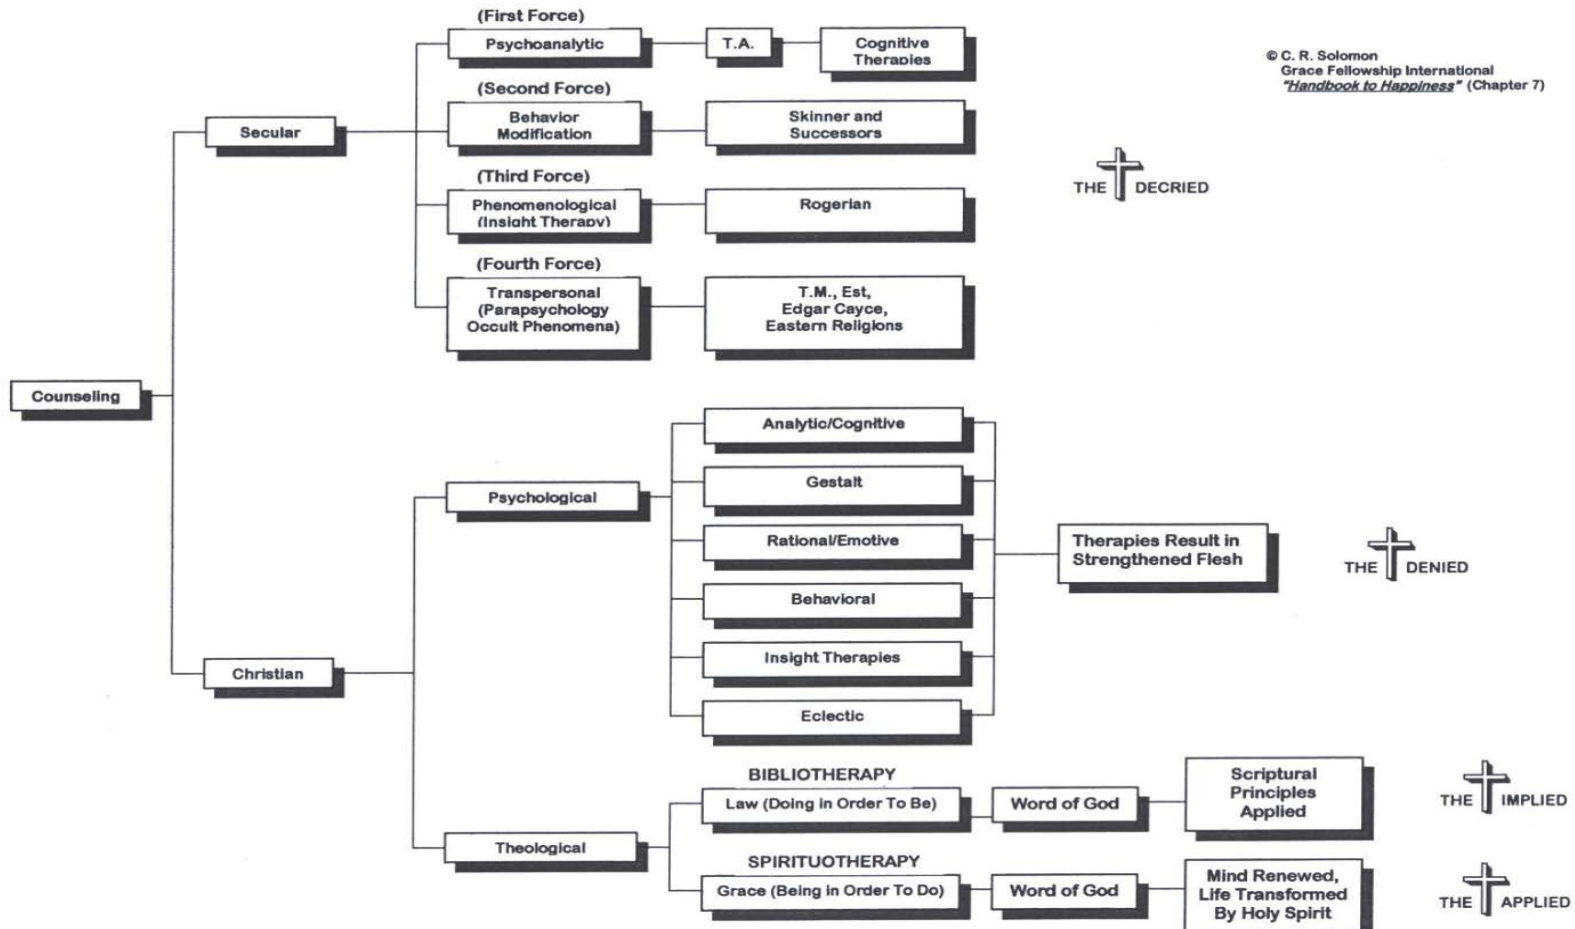 (First Force)
Psychoanalytic
T.A.
Cognitive
Therapies
© C. R. Solomon
Grace Fellowship International
"Handbook to Happiness" (Chapter 7)
(Second Force)
Behavior
Modification
Skinner and
Successors
Secular
(Third Force)
Phenomenological
(Insight Therapy)
Rogerian
THE DECRIED
(Fourth Force)
Transpersonal
(Parapsychology
Occult Phenomena)
T.M., Est,
Edgar Cayce,
Eastern Religions
Counseling
Christian
Psychological
Analytic/Cognitive
Gestalt
Rational/Emotive
Behavioral
Insight Therapies
Eclectic
Therapies Result in
Strengthened Flesh
THE DENIED
Theological
BIBLIOTHERAPY
Law (Doing in Order To Be)
Word of God
Scriptural
Principles
Applied
THE IMPLIED
SPIRITUOTHERAPY
Grace (Being in Order To Do)
Word of God
Mind Renewed,
Life Transformed
By Holy Spirit
THE APPLIED